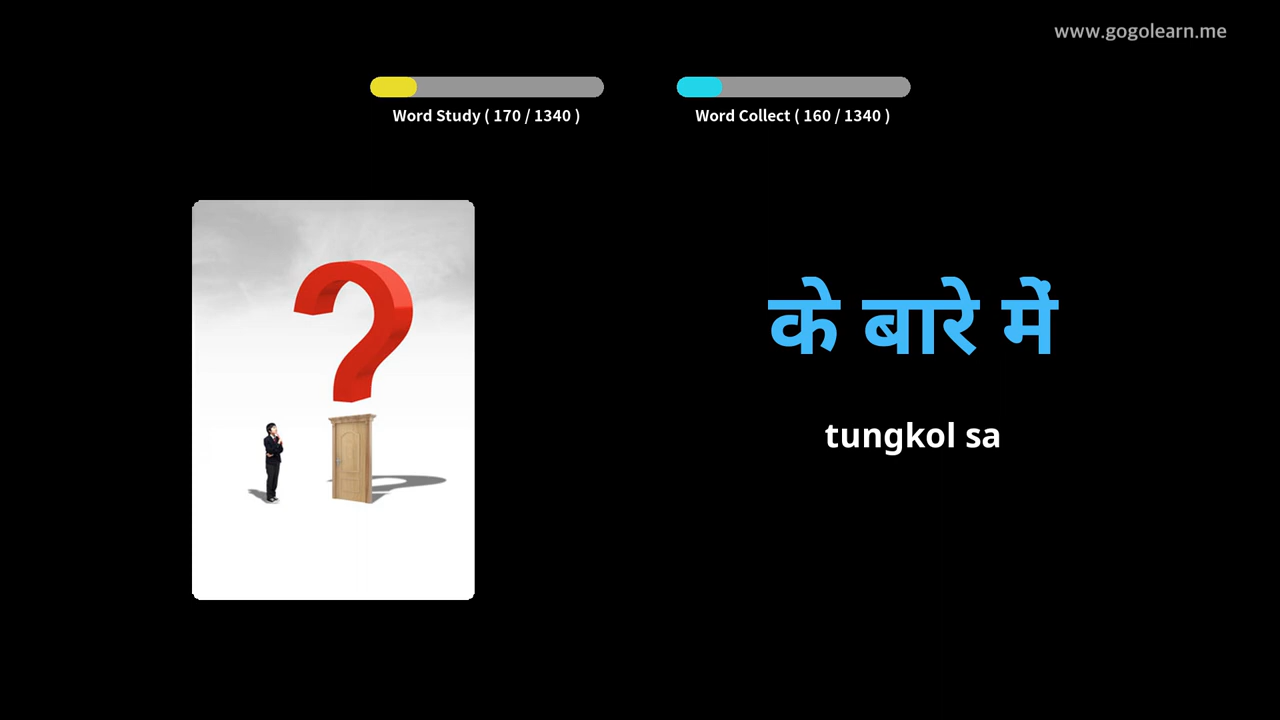 www.gogolearn.me
Word Study ( 170 / 1340 )
Word Collect ( 160 / 1340 )
के बारे में
tungkol sa